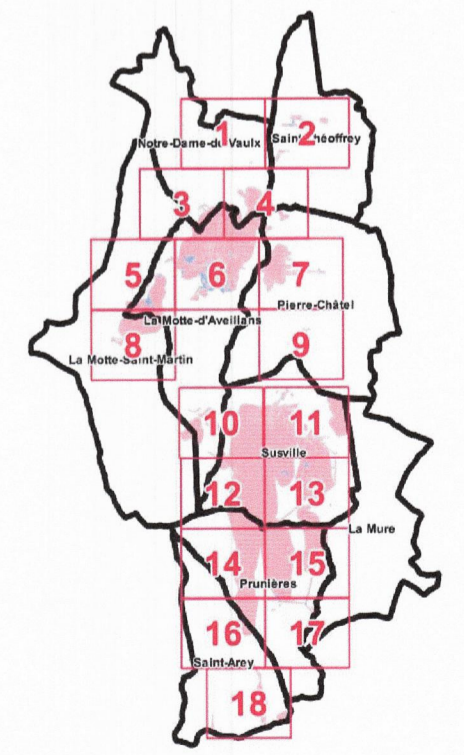 1
2
Notre-Dame-de-Vaulx
Saint-Théoffrey
3
4
5
6
7
Pierre-Châtel
La Motte-d'Aveillans
8
9
La Motte-Saint-Martin
10
11
Susville
12
13
La Mure
14
15
Prunières
16
17
Saint-Arey
18